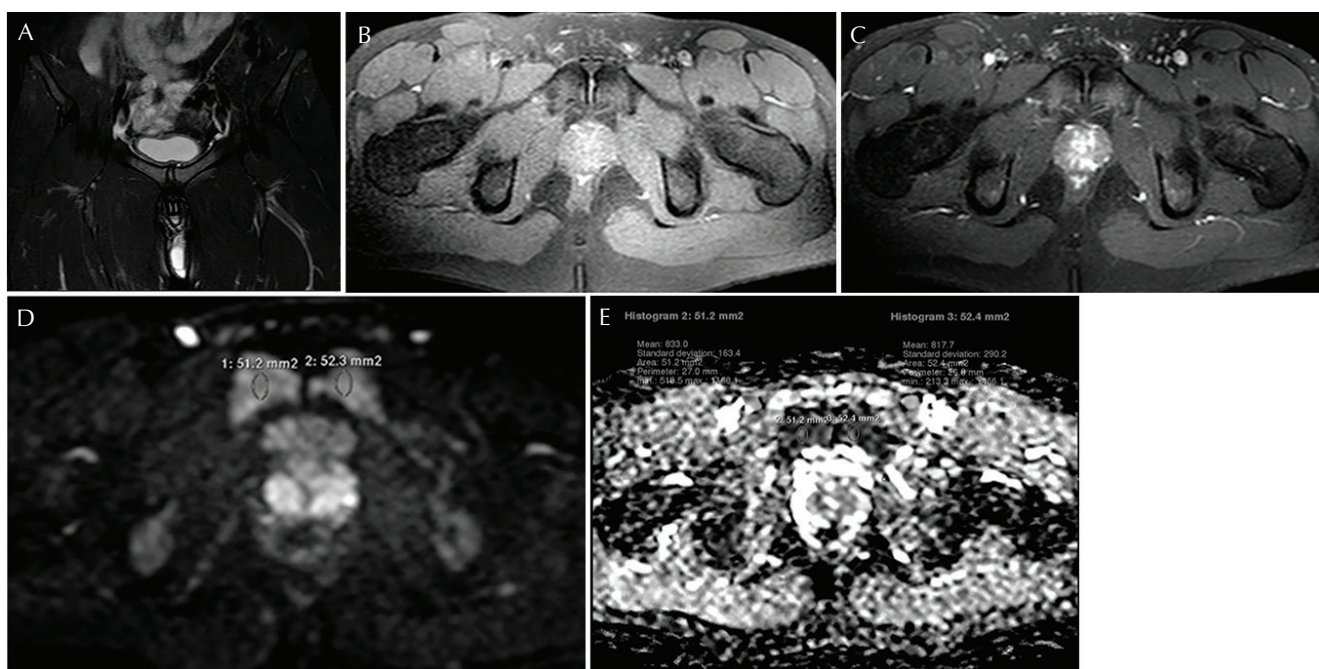 A
B
C
D
1: 51.2 mm2 2: 52.3 mm2
E
Histogram 2: 51.2 mm2
Mean: 833.0
Standard deviation: 163.4
Area: 51.2 mm2
Perimeter: 27.0 mm
Histogram 3: 52.4 mm2
Mean: 817.7
Standard deviation: 290.2
Area: 52.4 mm2
2: 51.2 mm2 52.4 mm2